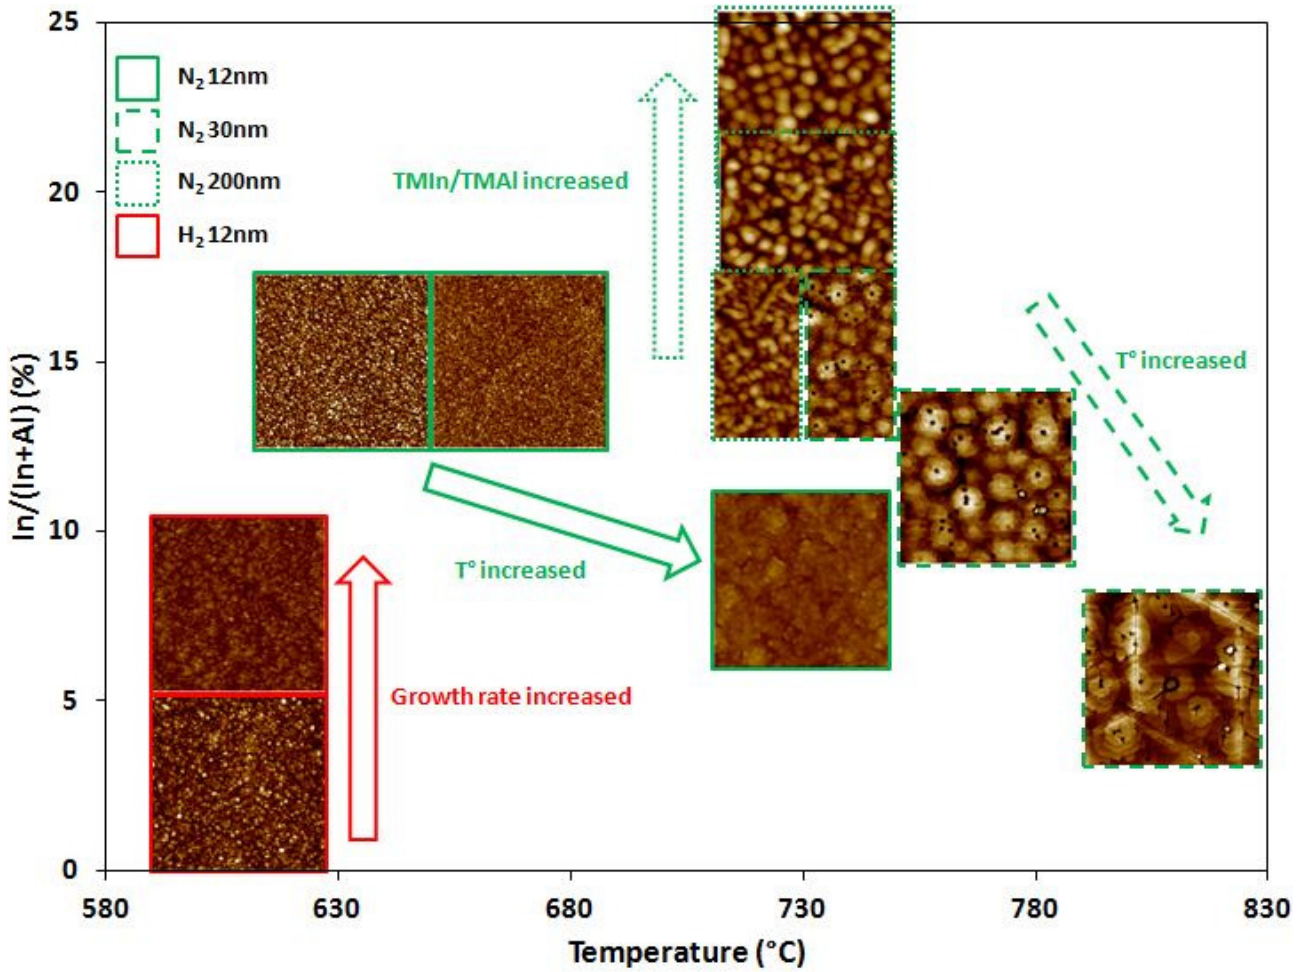 25
N₂ 12nm
N₂ 30nm
N₂ 200nm
H₂ 12nm
TMIn/TMAl increased
20
15
T° increased
In/(In+Al) (%)
10
T° increased
Growth rate increased
5
0
580 630 680 730 780 830
Temperature (°C)